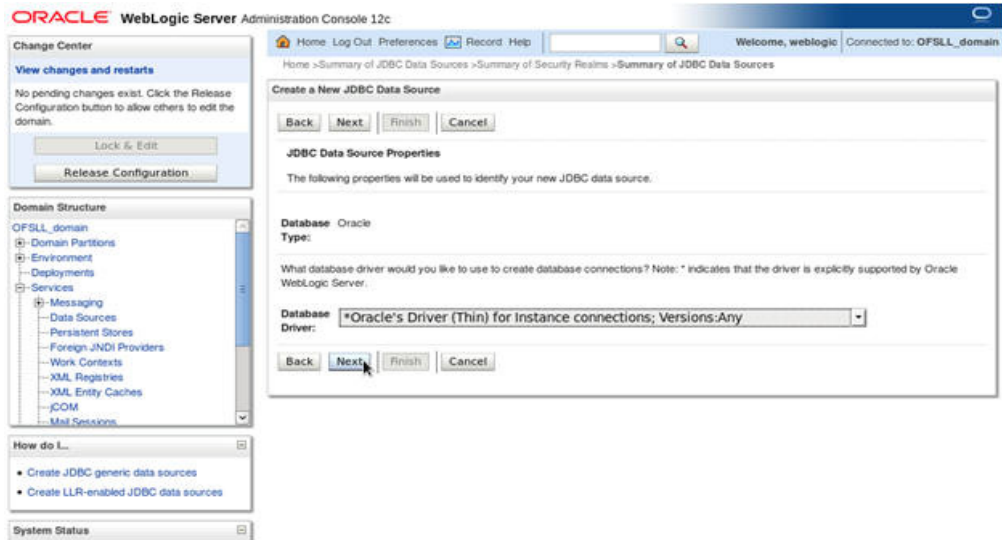 ORACLE WebLogic Server Administration Console 12c
Change Center
View changes and restarts
No pending changes exist. Click the Release
Configuration button to allow others to edit the
domain.
Lock & Edit
Release Configuration
Domain Structure
OFSLL_domain
Domain Partitions
Environment
Deployments
Services
Messaging
Data Sources
Persistent Stores
Foreign JNDI Providers
Work Contexts
XML Registries
XML Entity Caches
jCOM
Mail Sessions
How do I...
Create JDBC generic data sources
Create LLR-enabled JDBC data sources
System Status
Home Log Out Preferences Record Help
Welcome, weblogic Connected to: OFSLL_domain
Home >Summary of JDBC Data Sources >Summary of Security Realms >Summary of JDBC Data Sources
Create a New JDBC Data Source
Back Next Finish Cancel
JDBC Data Source Properties
The following properties will be used to identify your new JDBC data source.
Database Oracle
Type:
What database driver would you like to use to create database connections? Note: * indicates that the driver is explicitly supported by Oracle
WebLogic Server.
Database *Oracle's Driver (Thin) for Instance connections; Versions:Any
Driver:
Back Next Finish Cancel